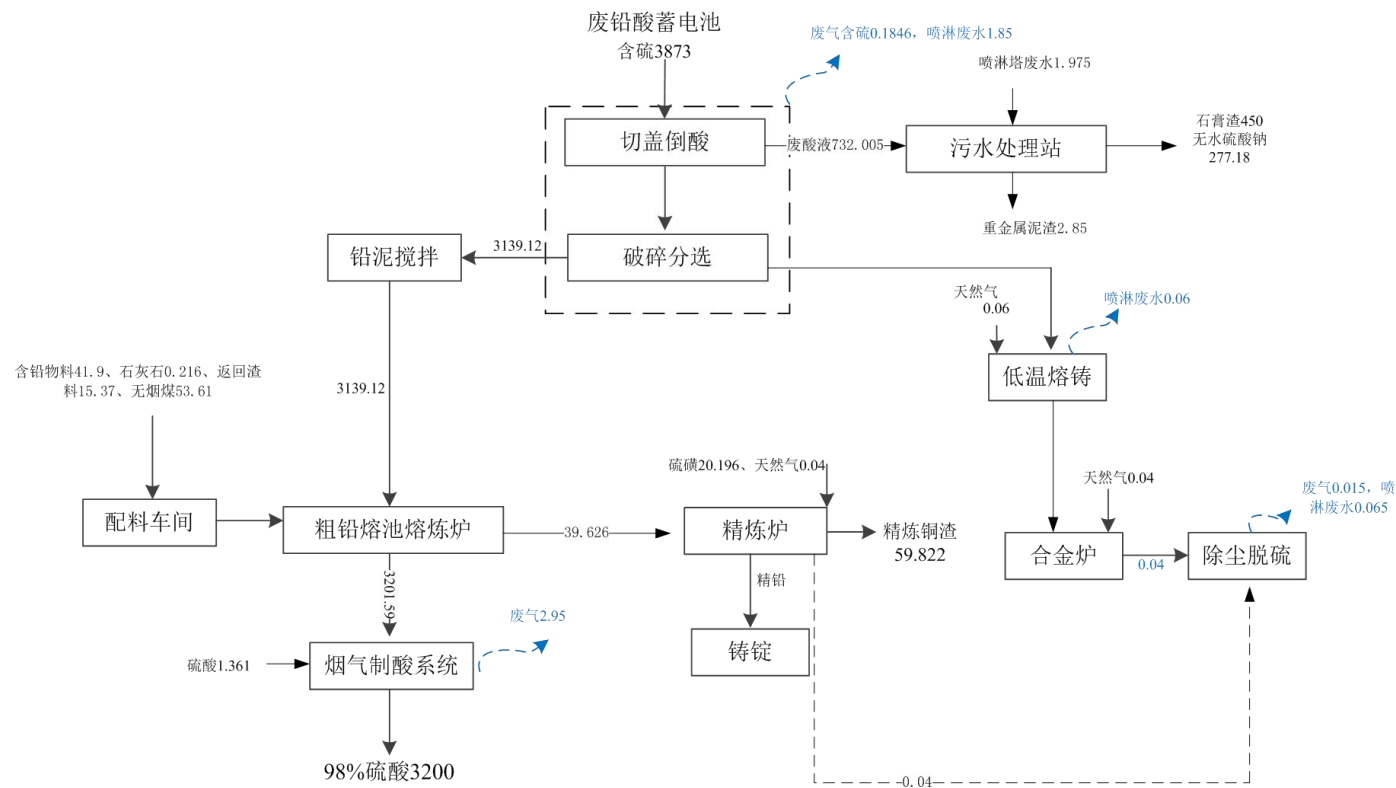 废铅酸蓄电池
含硫3873
废气含硫0.1846, 喷淋废水1.85
喷淋塔废水1.975
切盖倒酸
废酸液732.005
污水处理站
石膏渣450
无水硫酸钠
277.18
重金属泥渣2.85
铅泥搅拌
3139.12
破碎分选
天然气
0.06
喷淋废水0.06
低温熔铸
含铅物料41.9、石灰石0.216、返回渣
料15.37、无烟煤53.61
3139.12
硫磺20.196、天然气0.04
天然气0.04
废气0.015, 喷
淋废水0.065
配料车间
粗铅熔池熔炼炉
39.626
精炼炉
精炼铜渣
59.822
合金炉
0.04
除尘脱硫
3201.59
精铅
废气2.95
铸锭
硫酸1.361
烟气制酸系统
98%硫酸3200
0.04